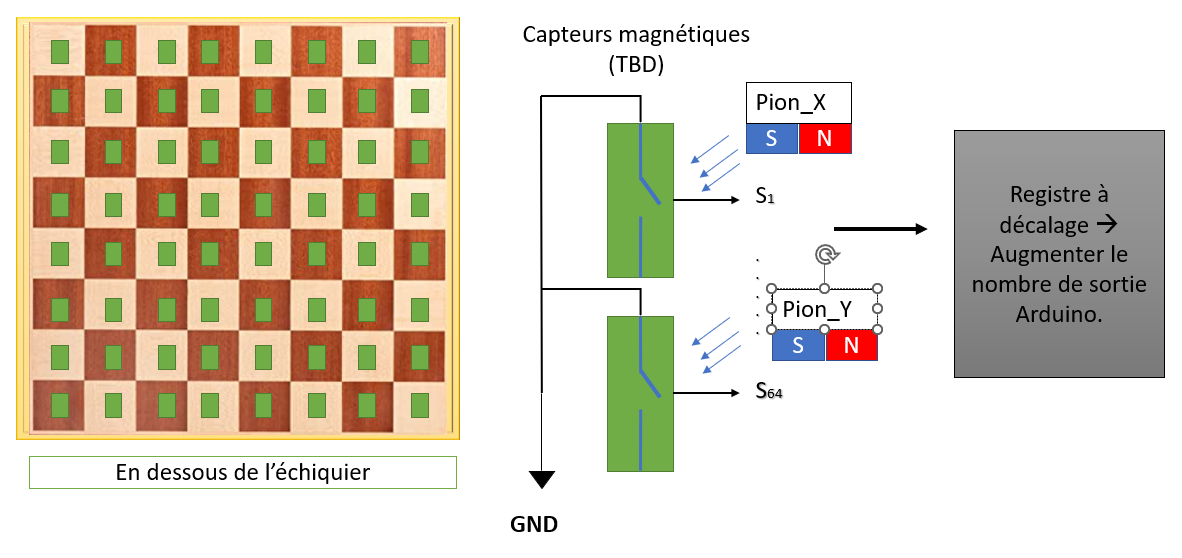 Capteurs magnétiques
(TBD)
Pion_X
S N
S1
Pion_Y
S N
S64
GND
En dessous de l’échiquier
Registre à
décalage →
Augmenter le
nombre de sortie
Arduino.